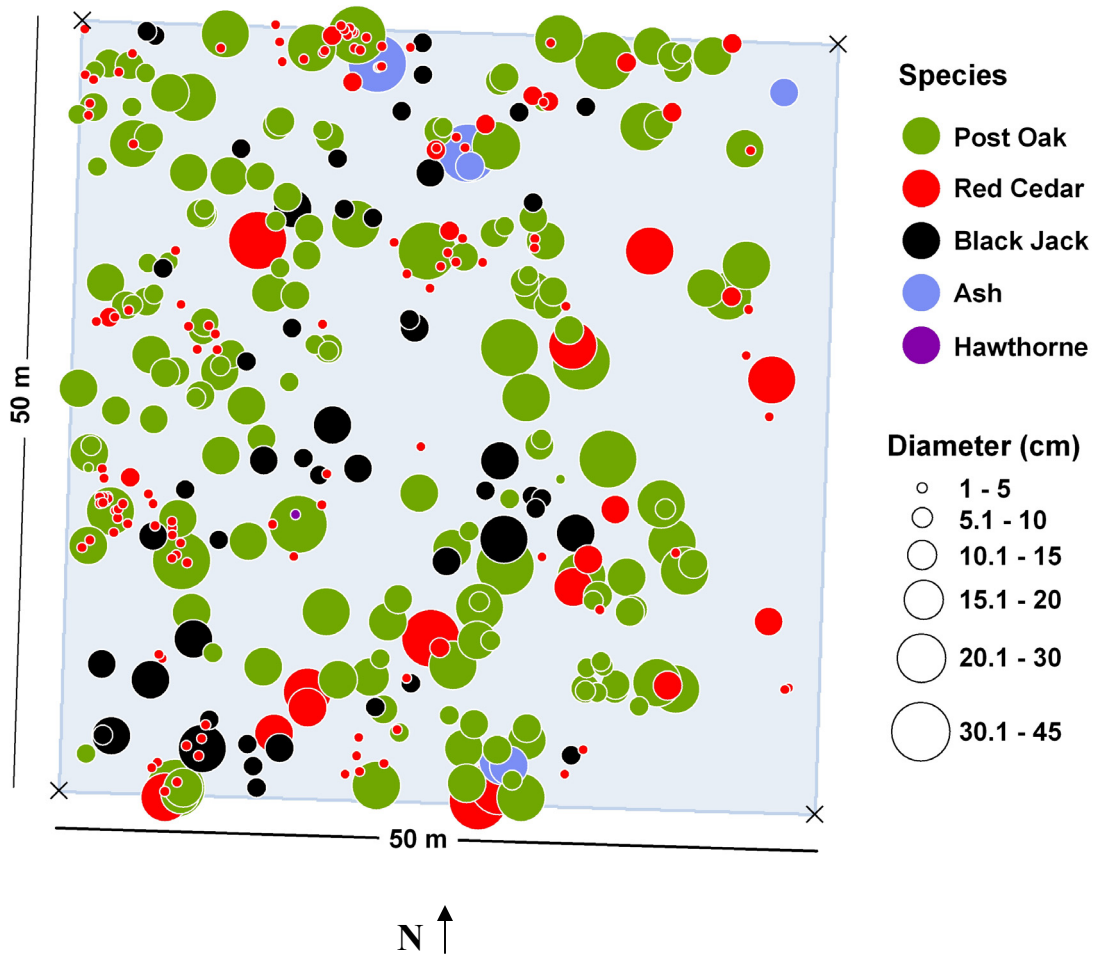 Species
Post Oak
Red Cedar
Black Jack
Ash
Hawthorne
50 m
Diameter (cm)
1 - 5
5.1 - 10
10.1 - 15
15.1 - 20
20.1 - 30
30.1 - 45
50 m
N